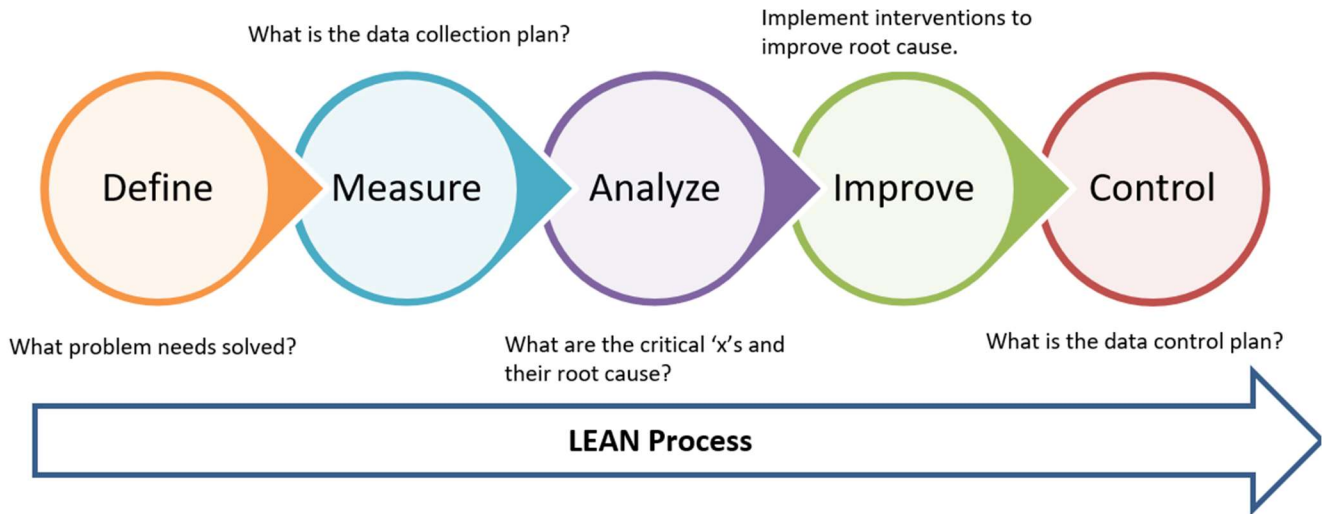 What is the data collection plan?
Implement interventions to
improve root cause.
Define
Measure
Analyze
Improve
Control
What problem needs solved?
What are the critical ‘x’s and
their root cause?
What is the data control plan?
LEAN Process